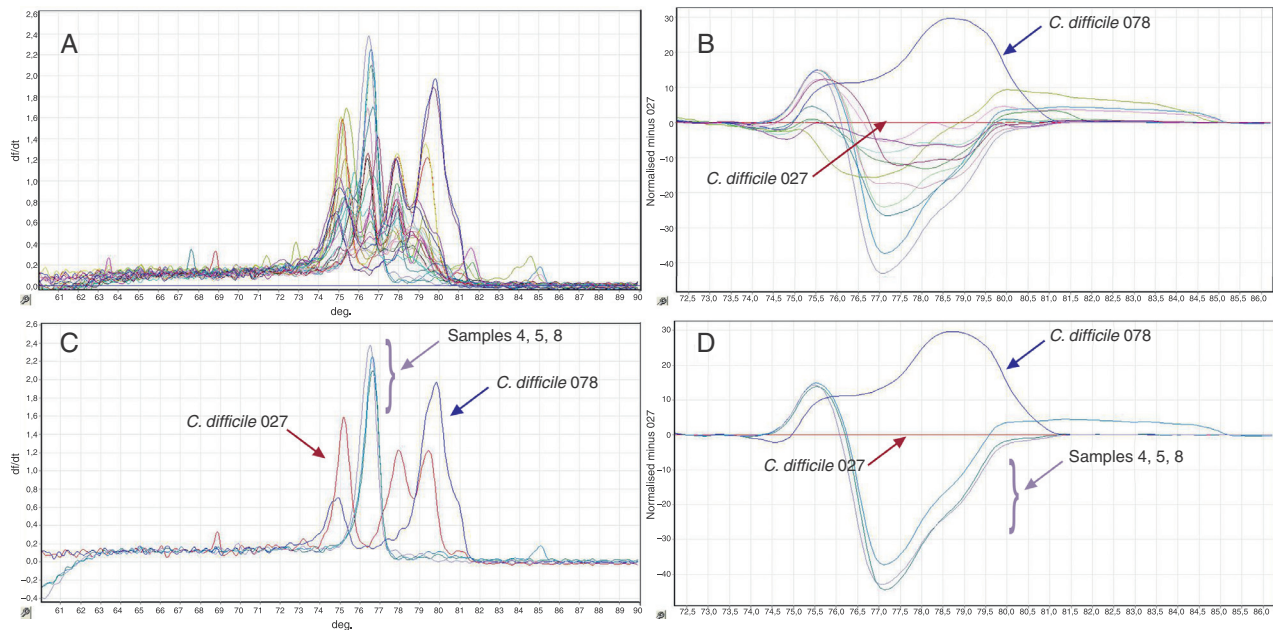 A
2,6
2,4
2,2
2,0
1,8
1,6
1,4
1,2
1,0
0,8
0,6
0,4
0,2
0,0
df/dt
61 62 63 64 65 66 67 68 69 70 71 72 73 74 75 76 77 78 79 80 81 82 83 84 85 86 87 88 89 90
deg.
B
30
20
10
0
−10
−20
−30
−40
Normalised minus 027
C. difficile 078
C. difficile 027
72,5 73,0 73,5 74,0 74,5 75,0 75,5 76,0 76,5 77,0 77,5 78,0 78,5 79,0 79,5 80,0 80,5 81,0 81,5 82,0 82,5 83,0 83,5 84,0 84,5 85,0 85,5 86,0
C
2,6
2,4
2,2
2,0
1,8
1,6
1,4
1,2
1,0
0,8
0,6
0,4
0,2
0,0
−0,2
−0,4
df/dt
Samples 4, 5, 8
C. difficile 078
C. difficile 027
61 62 63 64 65 66 67 68 69 70 71 72 73 74 75 76 77 78 79 80 81 82 83 84 85 86 87 88 89 90
deg.
D
30
20
10
0
−10
−20
−30
−40
Normalised minus 027
C. difficile 078
C. difficile 027
Samples 4, 5, 8
72,5 73,0 73,5 74,0 74,5 75,0 75,5 76,0 76,5 77,0 77,5 78,0 78,5 79,0 79,5 80,0 80,5 81,0 81,5 82,0 82,5 83,0 83,5 84,0 84,5 85,0 85,5 86,0